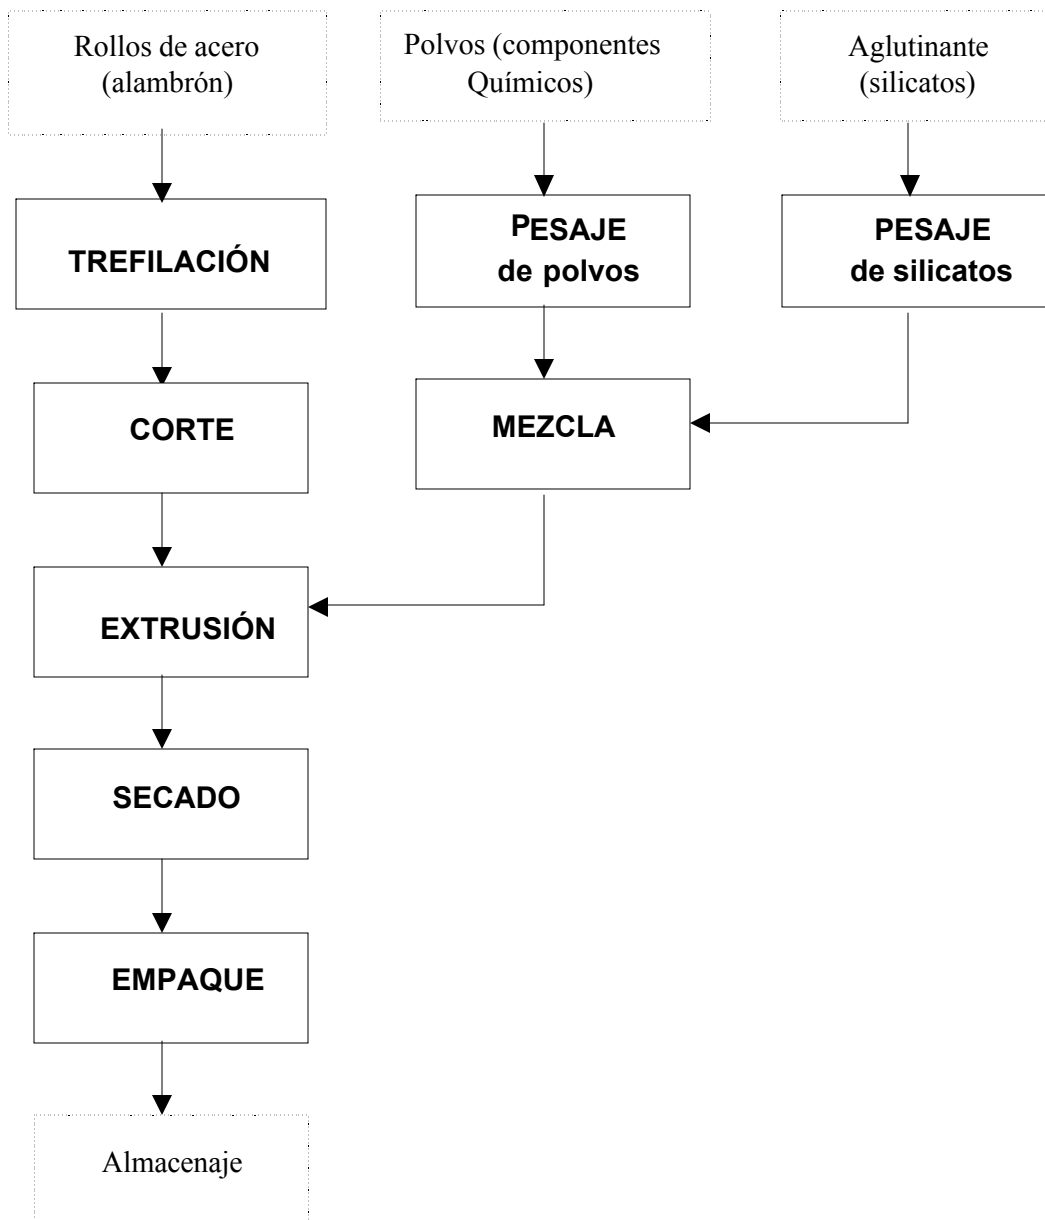 Rollos de acero
(alambrón)
Polvos (componentes
Químicos)
Aglutinante
(silicatos)
TREFILACIÓN
PESAJE
de polvos
PESAJE
de silicatos
CORTE
MEZCLA
EXTRUSIÓN
SECADO
EMPAQUE
Almacenaje